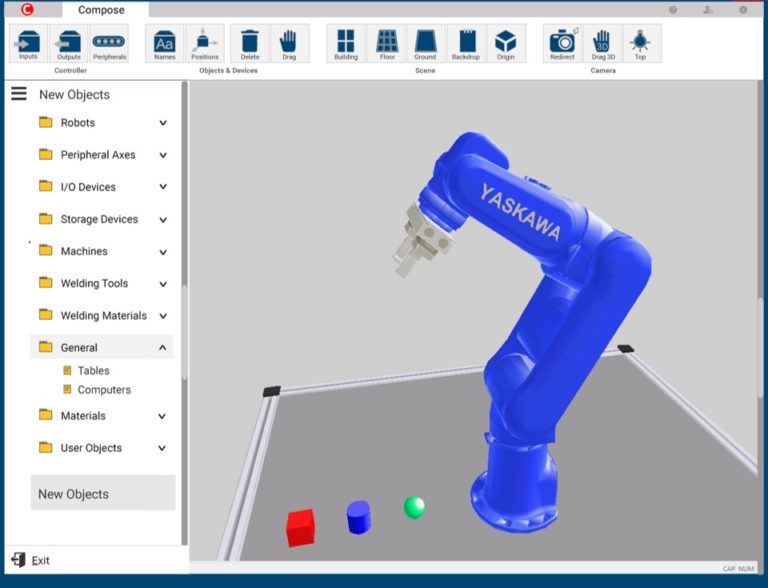 C
Compose
Inputs Outputs Peripherals Names Positions Delete Drag Building Floor Ground Backdrop Origin Redirect Drag 3D Top
Aa
3D
Controller Objects & Devices Scene Camera
New Objects
Robots
Peripheral Axes
I/O Devices
Storage Devices
Machines
Welding Tools
Welding Materials
General
Tables
Computers
Materials
User Objects
New Objects
Exit
YASKAWA
CAP NUM